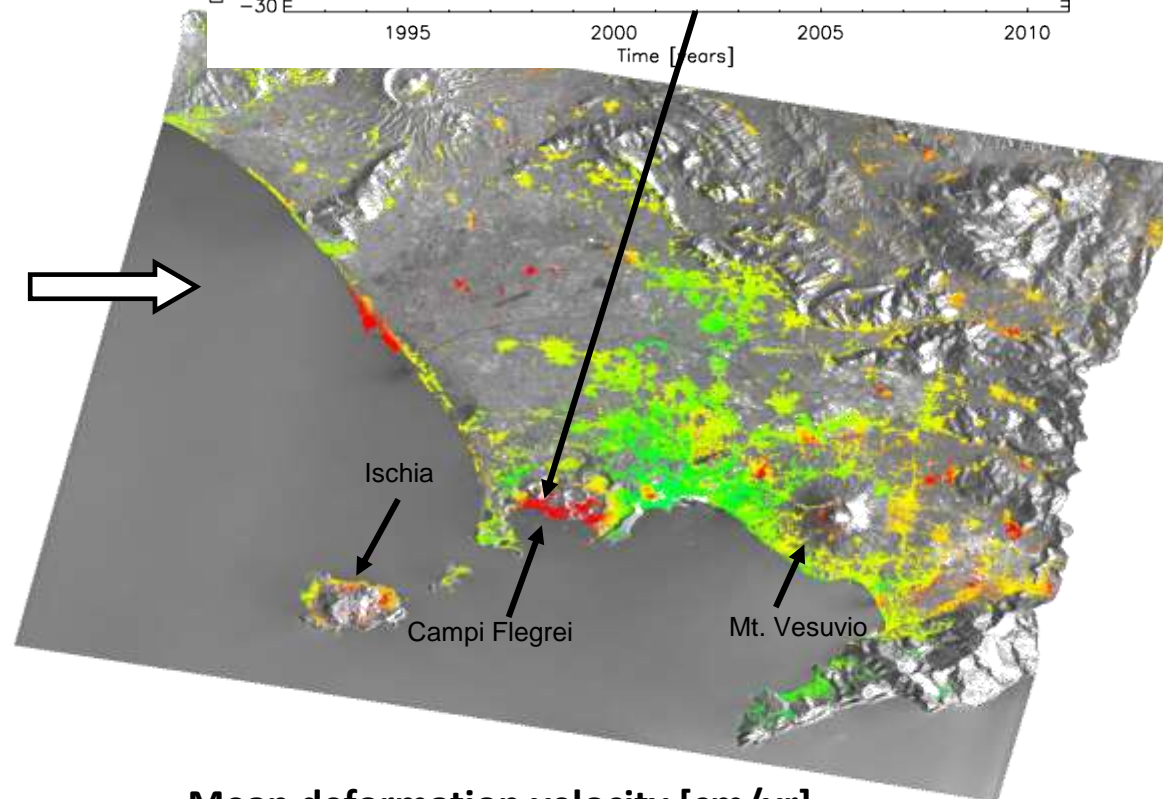 -30
1995 2000 2005 2010
Time [years]
Ischia
Campi Flegrei
Mt. Vesuvio
Mean deformation velocity [cm/yr]